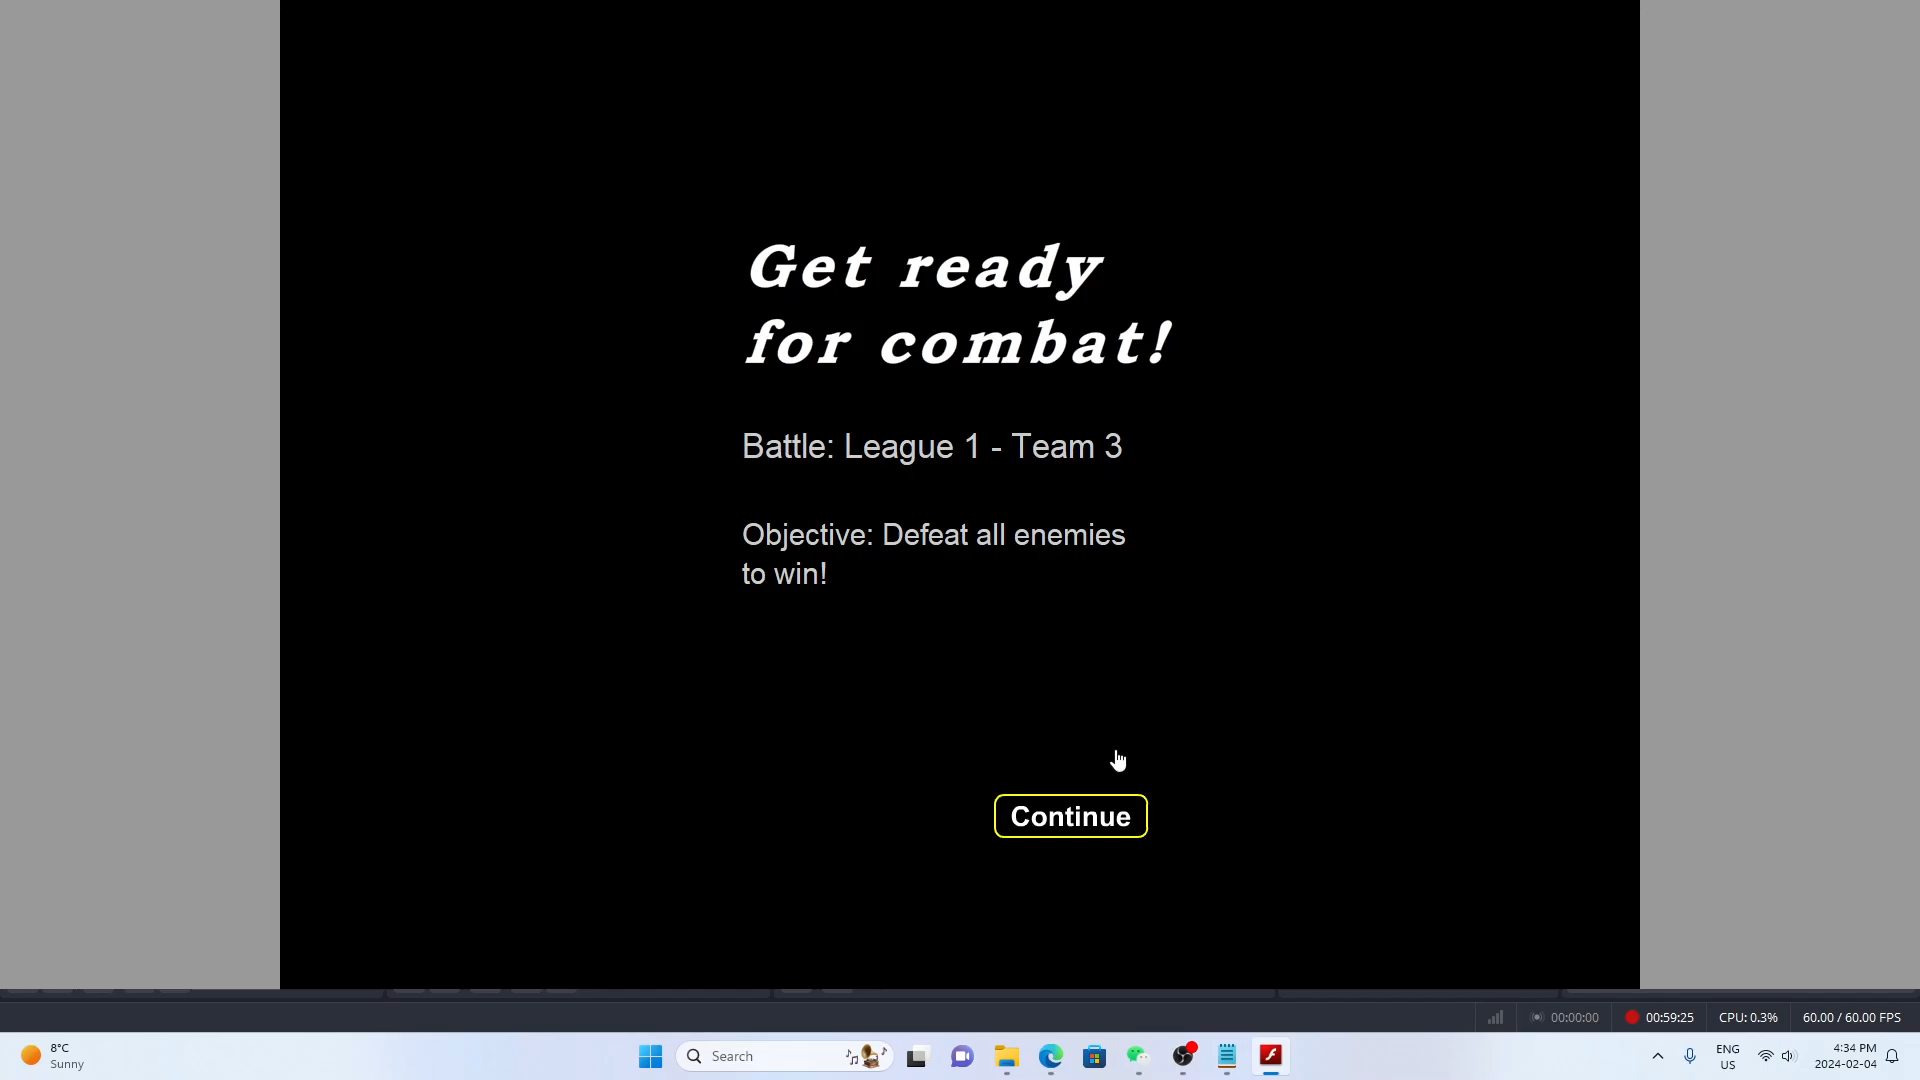 Get ready
for combat!
Battle: League 1 - Team 3
Objective: Defeat all enemies
to win!
Continue
00:00:00
00:59:25
CPU: 0.3%
60.00 / 60.00 FPS
8°C
Sunny
Search
ENG
US
4:34 PM
2024-02-04